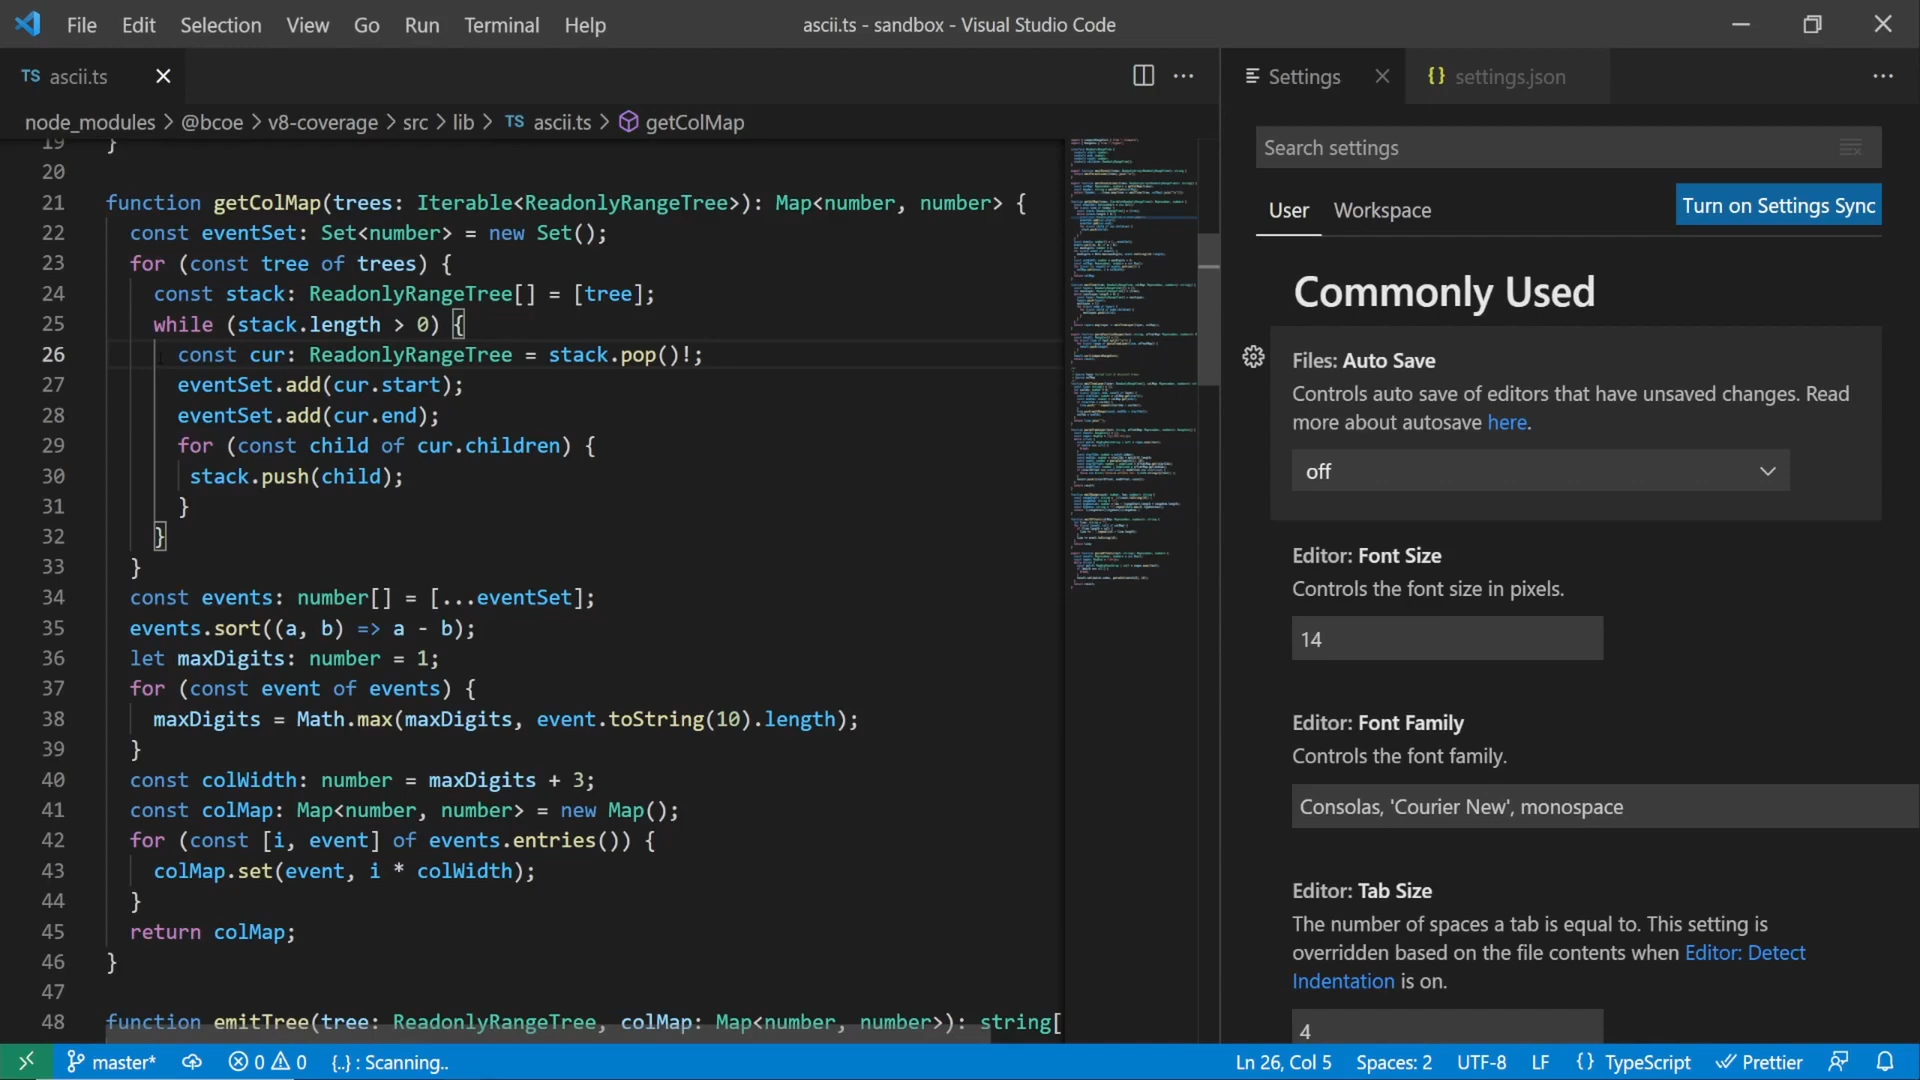 File Edit Selection View Go Run Terminal Help
ascii.ts - sandbox - Visual Studio Code
TS ascii.ts
node_modules > @bcoe > v8-coverage > src > lib > TS ascii.ts > getColMap
19 }
20
21 function getColMap(trees: Iterable<ReadonlyRangeTree>): Map<number, number> {
22 const eventSet: Set<number> = new Set();
23 for (const tree of trees) {
24 const stack: ReadonlyRangeTree[] = [tree];
25 while (stack.length > 0) {
26 const cur: ReadonlyRangeTree = stack.pop()!;
27 eventSet.add(cur.start);
28 eventSet.add(cur.end);
29 for (const child of cur.children) {
30 stack.push(child);
31 }
32 }
33 }
34 const events: number[] = [...eventSet];
35 events.sort((a, b) => a - b);
36 let maxDigits: number = 1;
37 for (const event of events) {
38 maxDigits = Math.max(maxDigits, event.toString(10).length);
39 }
40 const colWidth: number = maxDigits + 3;
41 const colMap: Map<number, number> = new Map();
42 for (const [i, event] of events.entries()) {
43 colMap.set(event, i * colWidth);
44 }
45 return colMap;
46 }
47
48 function emitTree(tree: ReadonlyRangeTree, colMap: Map<number, number>): string[
Settings {} settings.json
Search settings
User Workspace
Turn on Settings Sync
Commonly Used
Files: Auto Save
Controls auto save of editors that have unsaved changes. Read
more about autosave here.
off
Editor: Font Size
Controls the font size in pixels.
14
Editor: Font Family
Controls the font family.
Consolas, 'Courier New', monospace
Editor: Tab Size
The number of spaces a tab is equal to. This setting is
overridden based on the file contents when Editor: Detect
Indentation is on.
4
master* 0 0 {..} : Scanning..
Ln 26, Col 5 Spaces: 2 UTF-8 LF {} TypeScript Prettier